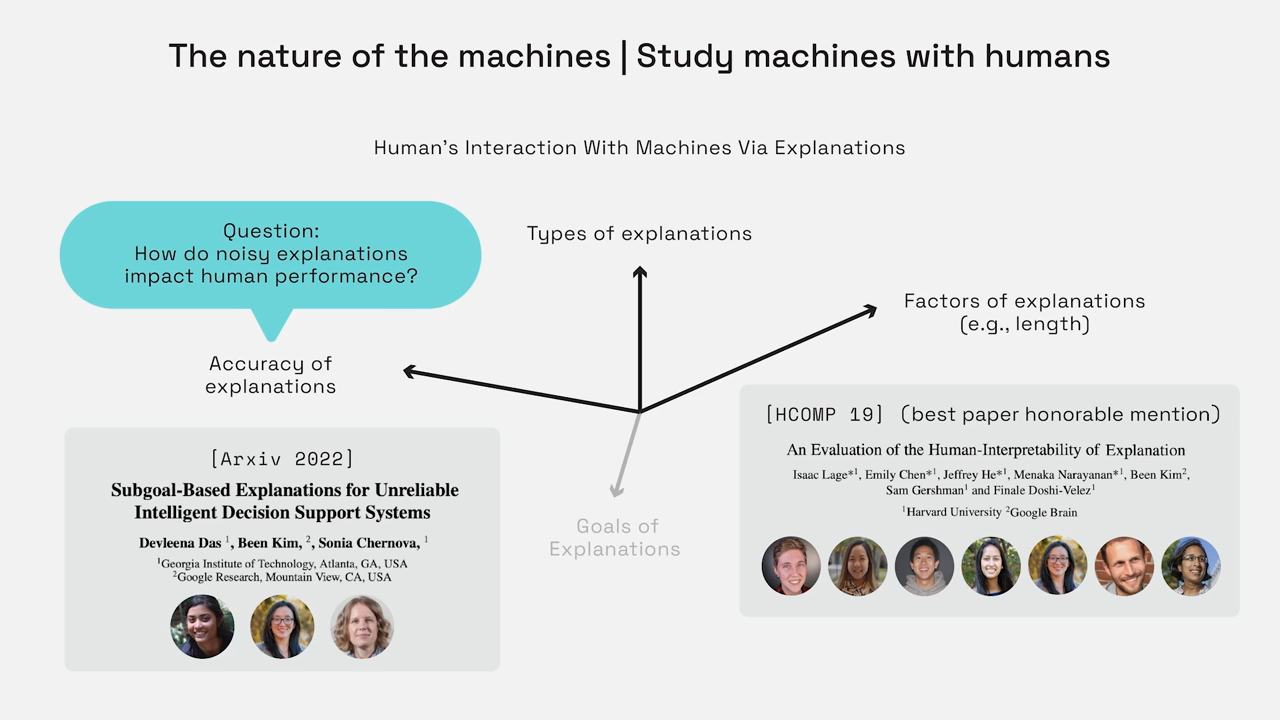 The nature of the machines | Study machines with humans
Human's Interaction With Machines Via Explanations
Question:
How do noisy explanations
impact human performance?
Types of explanations
Factors of explanations
(e.g., length)
Accuracy of
explanations
[Arxiv 2022]
Subgoal-Based Explanations for Unreliable
Intelligent Decision Support Systems
Devleena Das ¹, Been Kim, ², Sonia Chernova, ¹
¹Georgia Institute of Technology, Atlanta, GA, USA
²Google Research, Mountain View, CA, USA
Goals of
Explanations
[HCOMP 19] (best paper honorable mention)
An Evaluation of the Human-Interpretability of Explanation
Isaac Lage*¹, Emily Chen*¹, Jeffrey He*¹, Menaka Narayanan*¹, Been Kim²,
Sam Gershman¹ and Finale Doshi-Velez¹
¹Harvard University ²Google Brain